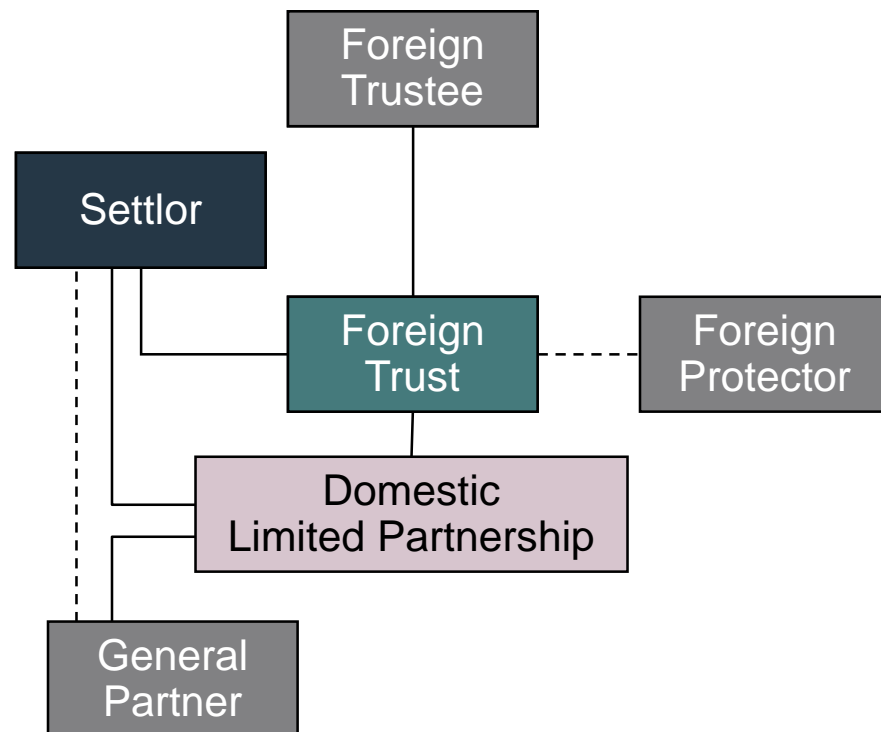 Foreign
Trustee
Settlor
Foreign
Trust
Foreign
Protector
Domestic
Limited Partnership
General
Partner